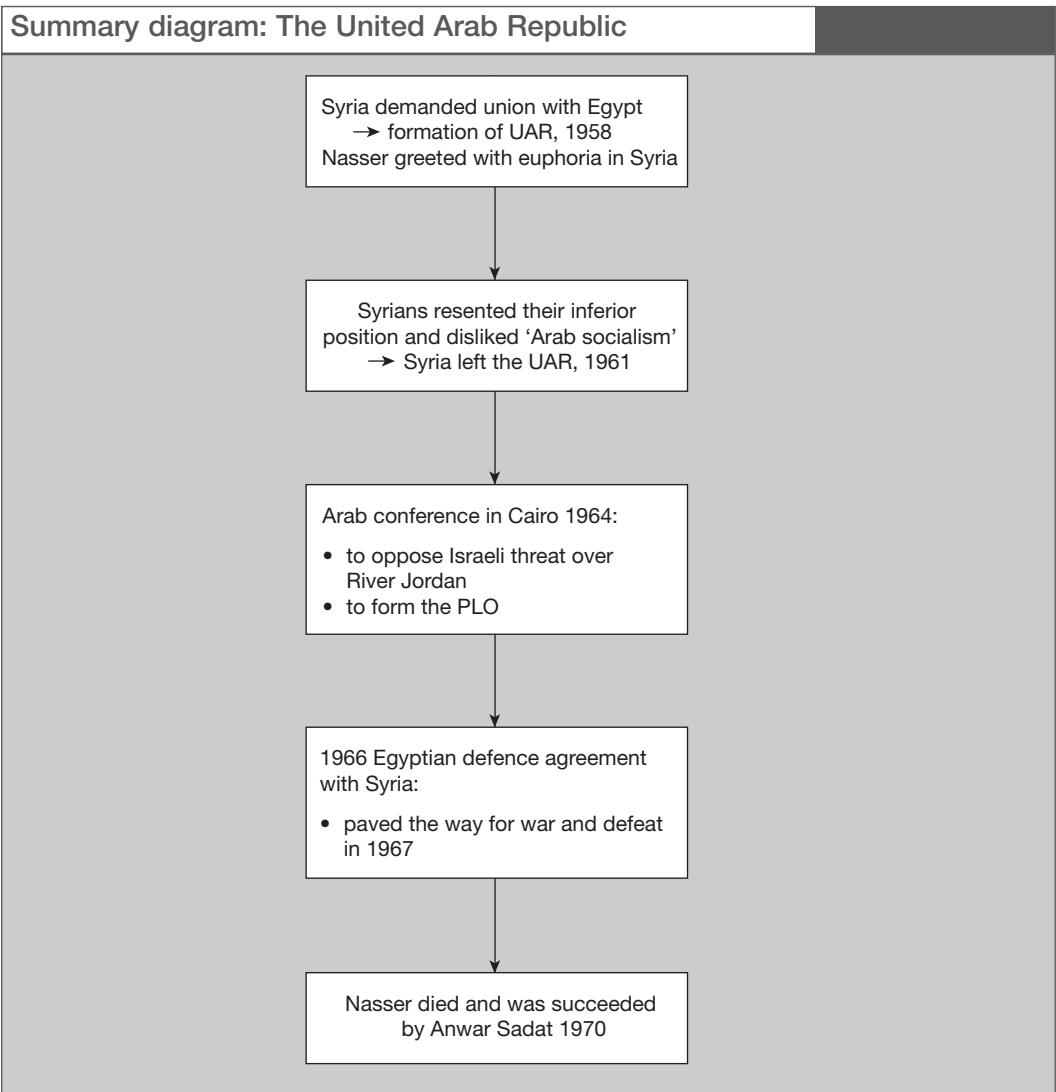 Summary diagram: The United Arab Republic
Syria demanded union with Egypt
→ formation of UAR, 1958
Nasser greeted with euphoria in Syria
Syrians resented their inferior
position and disliked ‘Arab socialism’
→ Syria left the UAR, 1961
Arab conference in Cairo 1964:
• to oppose Israeli threat over
River Jordan
• to form the PLO
1966 Egyptian defence agreement
with Syria:
• paved the way for war and defeat
in 1967
Nasser died and was succeeded
by Anwar Sadat 1970